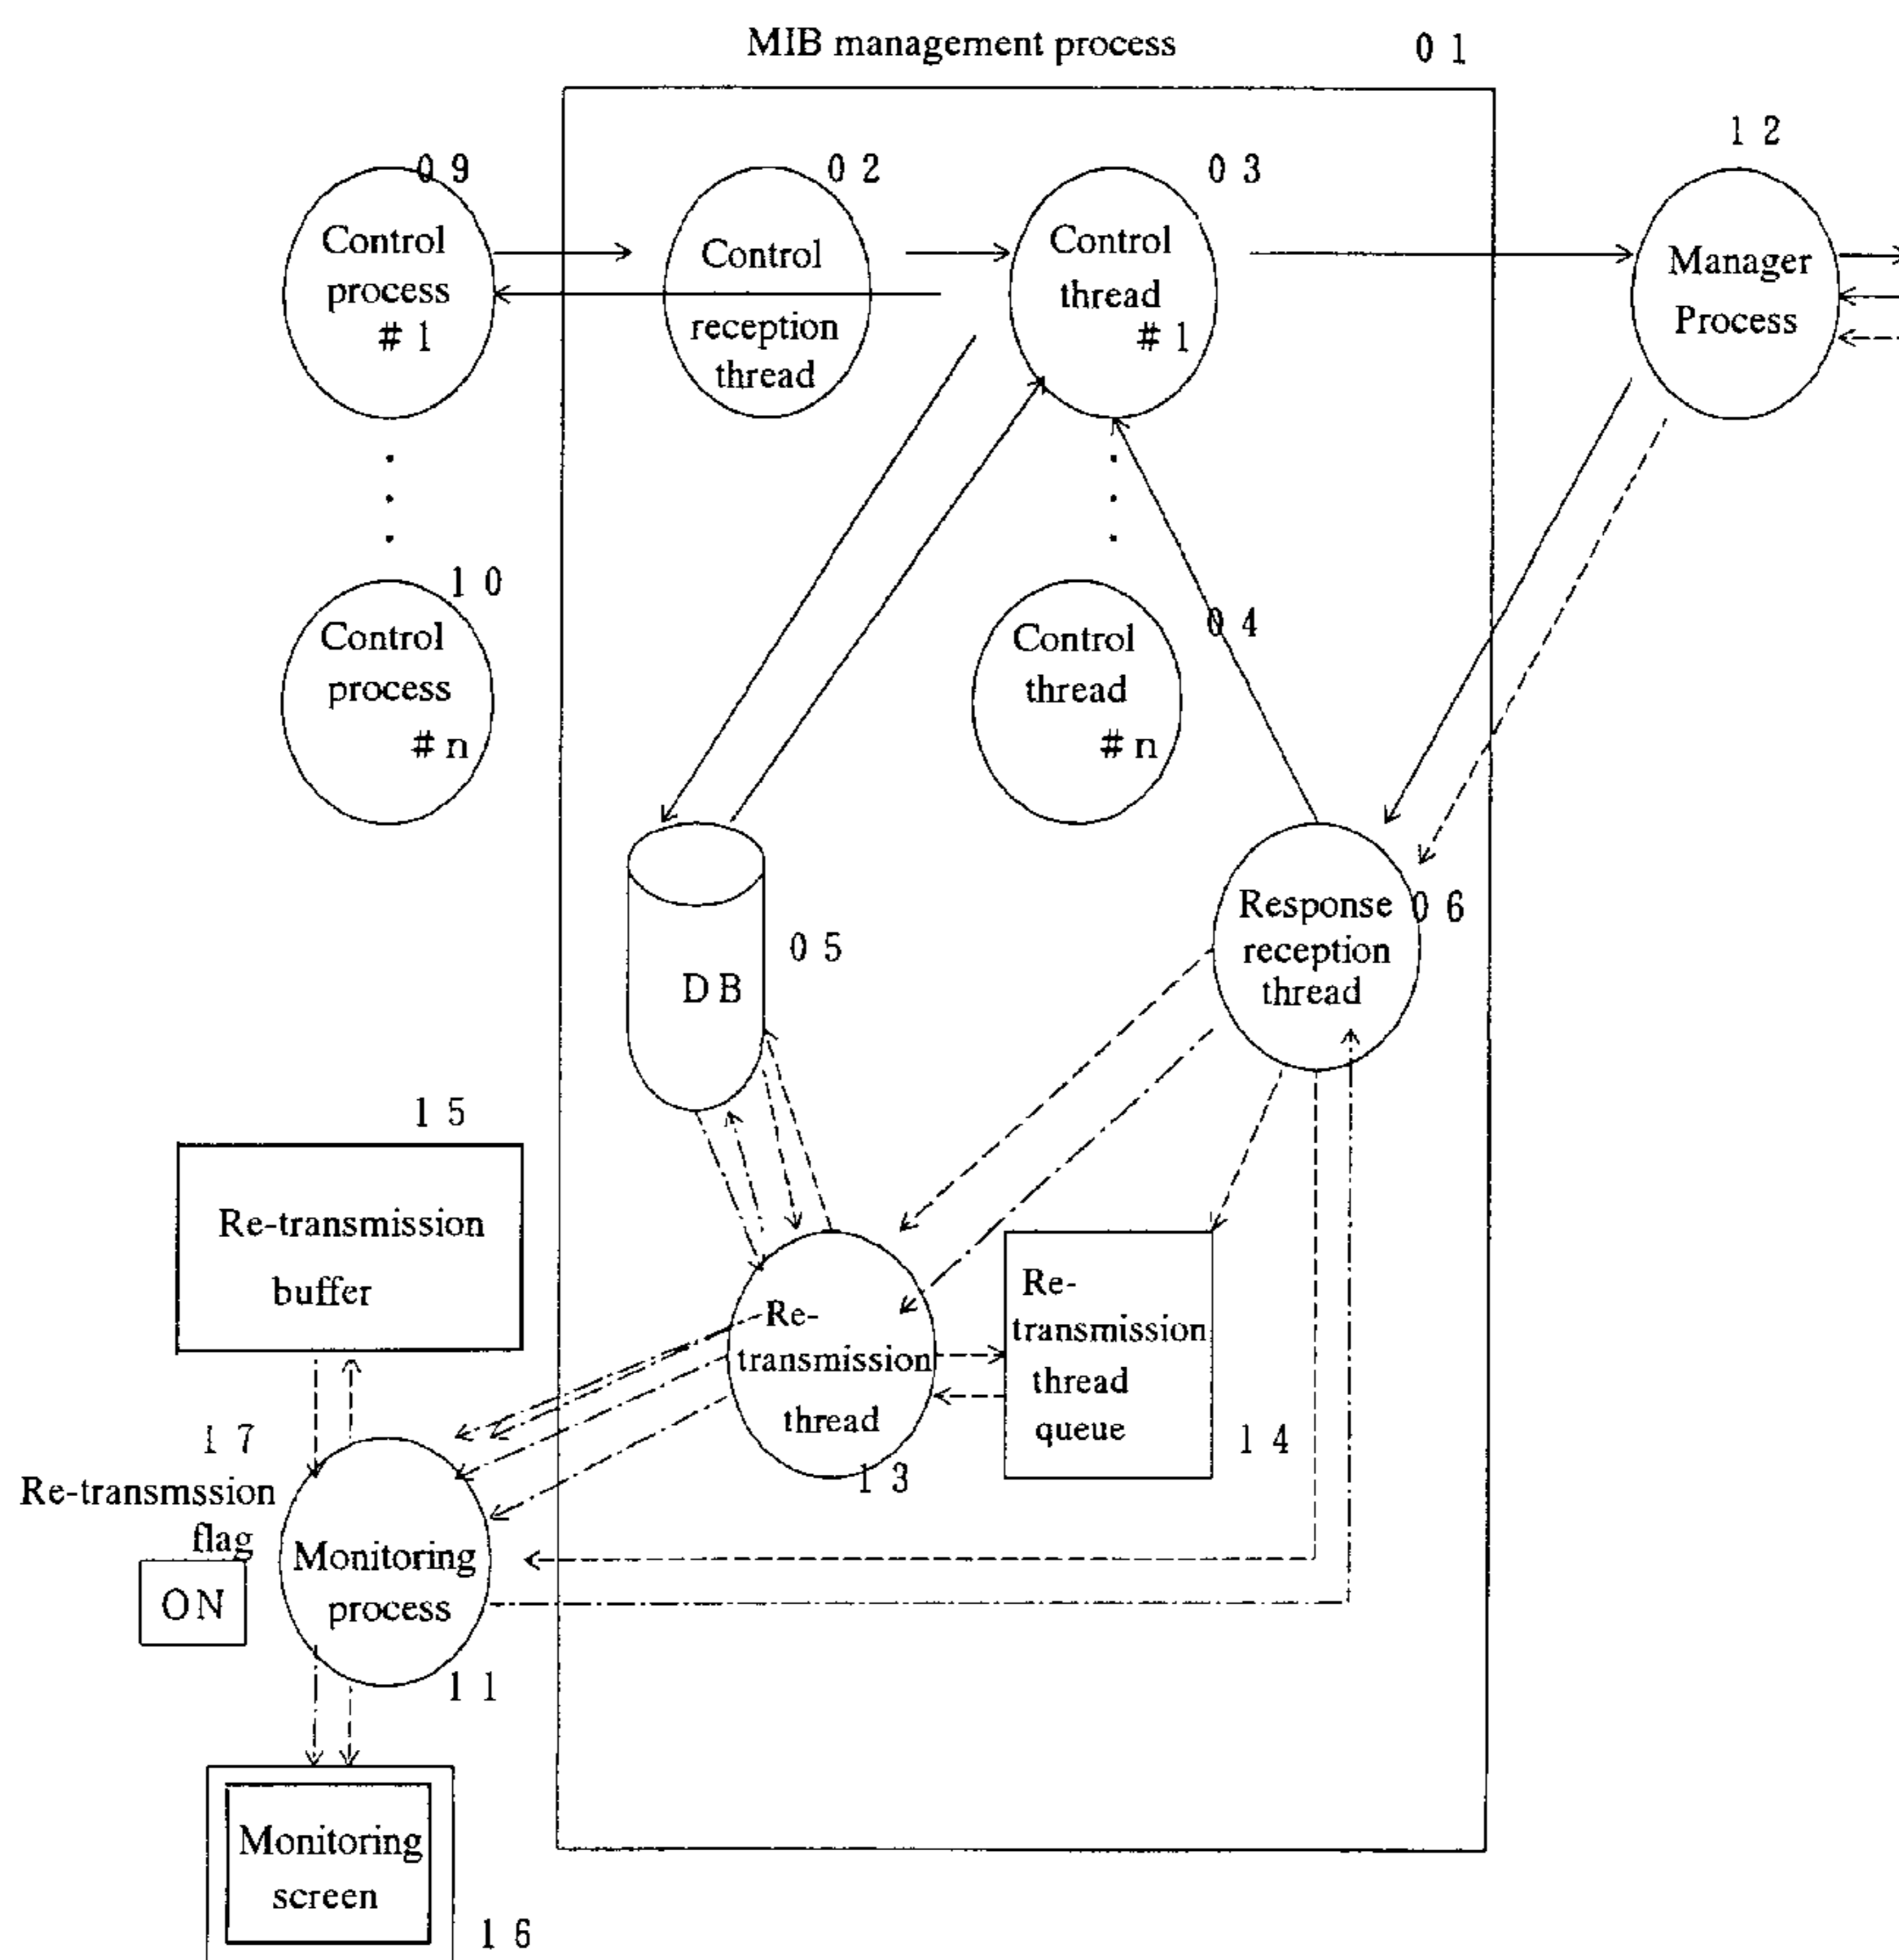 MIB management process
0 1
1 2
0 9
0 2
0 3
Control
process
# 1
Control
reception
thread
Control
thread
# 1
Manager
Process
1 0
Control
process
# n
0 4
Control
thread
# n
0 5
D B
0 6
Response
reception
thread
1 5
Re-transmission
buffer
Re-
transmission
thread
1 3
Re-
transmission
thread
queue
1 4
1 7
Re-transmssion
flag
O N
Monitoring
process
1 1
Monitoring
screen
1 6